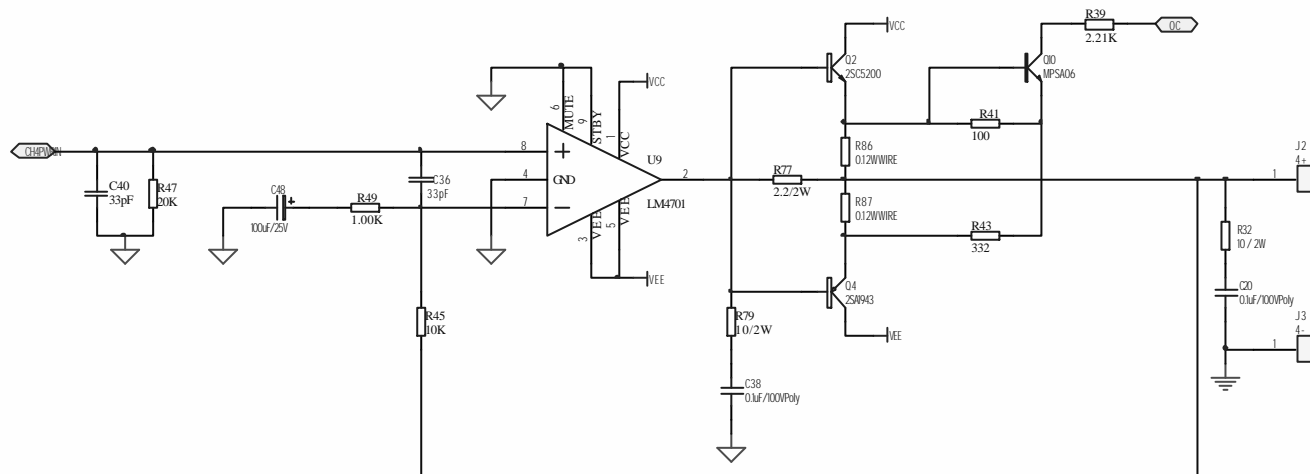 R39
2.21K
OC
VCC
Q2
2SC5200
Q10
MPSA06
VCC
6
MUTE
9
STBY
1
VCC
R41
100
CH4PWRIN
8
+
U9
R86
0.12WWIRE
J2
4+
C40
33pF
R47
20K
C36
33pF
4
GND
2
R77
2.2/2W
1
C48
+
100uF/25V
R49
1.00K
7
LM4701
R87
0.12WWIRE
3
VEE
5
VEE
R43
332
R32
10 / 2W
VEE
Q4
2SA1943
C20
0.1uF/100VPoly
R45
10K
R79
10/2W
VEE
J3
4-
1
C38
0.1uF/100VPoly